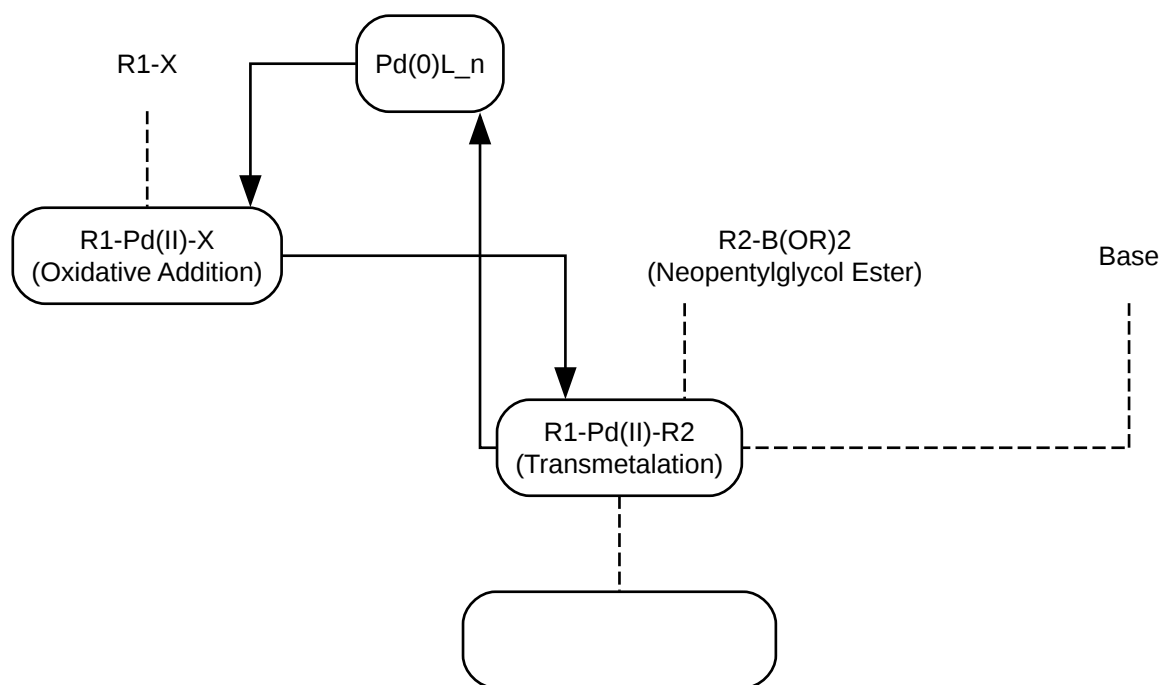 Pd(0)L_n
R1-X
R1-Pd(II)-X
(Oxidative Addition)
R2-B(OR)2
(Neopentylglycol Ester)
Base
R1-Pd(II)-R2
(Transmetalation)